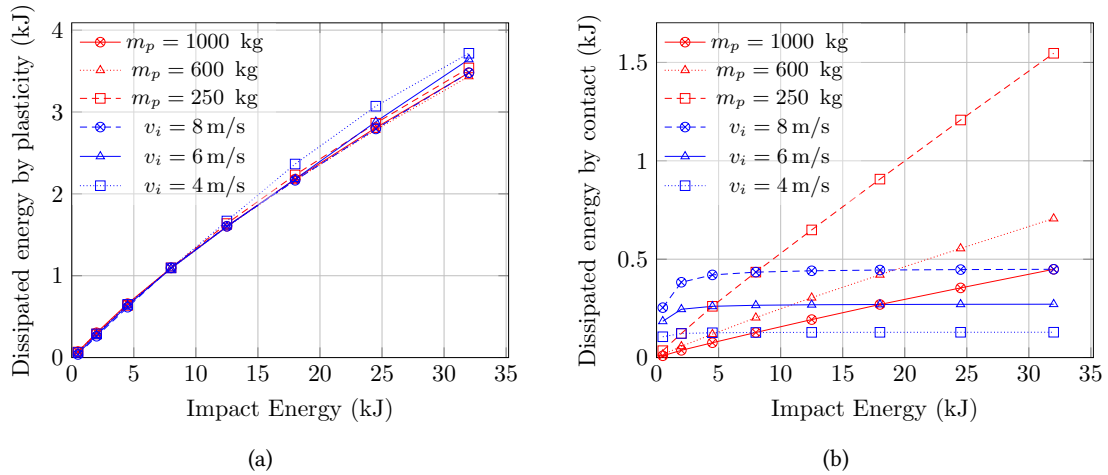 Dissipated energy by plasticity (kJ)
4
3
2
1
0
0
5
10
15
20
25
30
35
Impact Energy (kJ)
m_p = 1000 kg
m_p = 600 kg
m_p = 250 kg
v_i = 8 m/s
v_i = 6 m/s
v_i = 4 m/s
(a)
Dissipated energy by contact (kJ)
1.5
1
0.5
0
0
5
10
15
20
25
30
35
Impact Energy (kJ)
m_p = 1000 kg
m_p = 600 kg
m_p = 250 kg
v_i = 8 m/s
v_i = 6 m/s
v_i = 4 m/s
(b)